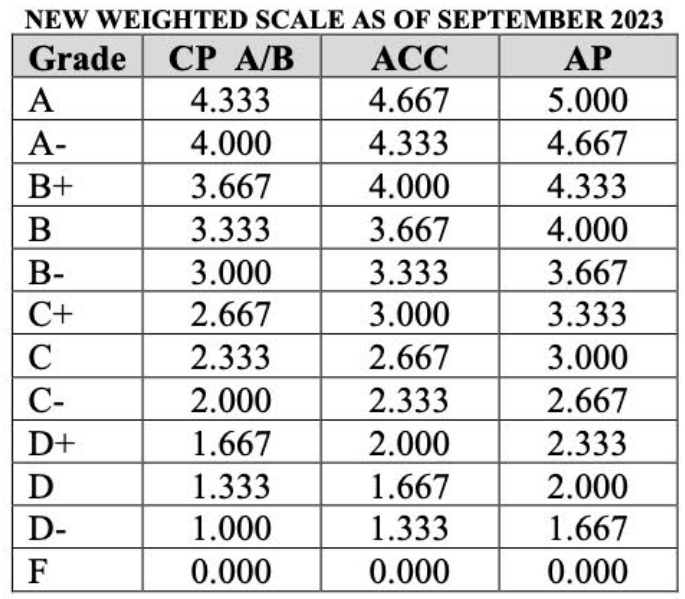 NEW WEIGHTED SCALE AS OF SEPTEMBER 2023
Grade CP A/B ACC AP
A 4.333 4.667 5.000
A- 4.000 4.333 4.667
B+ 3.667 4.000 4.333
B 3.333 3.667 4.000
B- 3.000 3.333 3.667
C+ 2.667 3.000 3.333
C 2.333 2.667 3.000
C- 2.000 2.333 2.667
D+ 1.667 2.000 2.333
D 1.333 1.667 2.000
D- 1.000 1.333 1.667
F 0.000 0.000 0.000